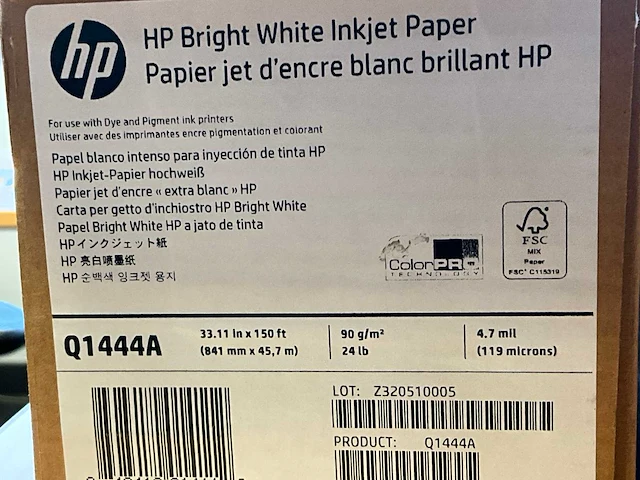 hp
HP Bright White Inkjet Paper
Papier jet d'encre blanc brillant HP
For use with Dye and Pigment ink printers
Utiliser avec des imprimantes encre pigmentation et colorant
Papel blanco intenso para inyección de tinta HP
HP Inkjet-Papier hochweiß
Papier jet d'encre « extra blanc » HP
Carta per getto d'inchiostro HP Bright White
Papel Bright White HP a jato de tinta
HPインクジェット紙
HP 亮白喷墨纸
HP 순백색 잉크젯 용지
ColorPRO
TECHNOLOGY
FSC
MIX
Paper
FSC® C115319
Q1444A
33.11 in x 150 ft
(841 mm x 45,7 m)
90 g/m²
24 lb
4.7 mil
(119 microns)
LOT: Z320510005
PRODUCT: Q1444A